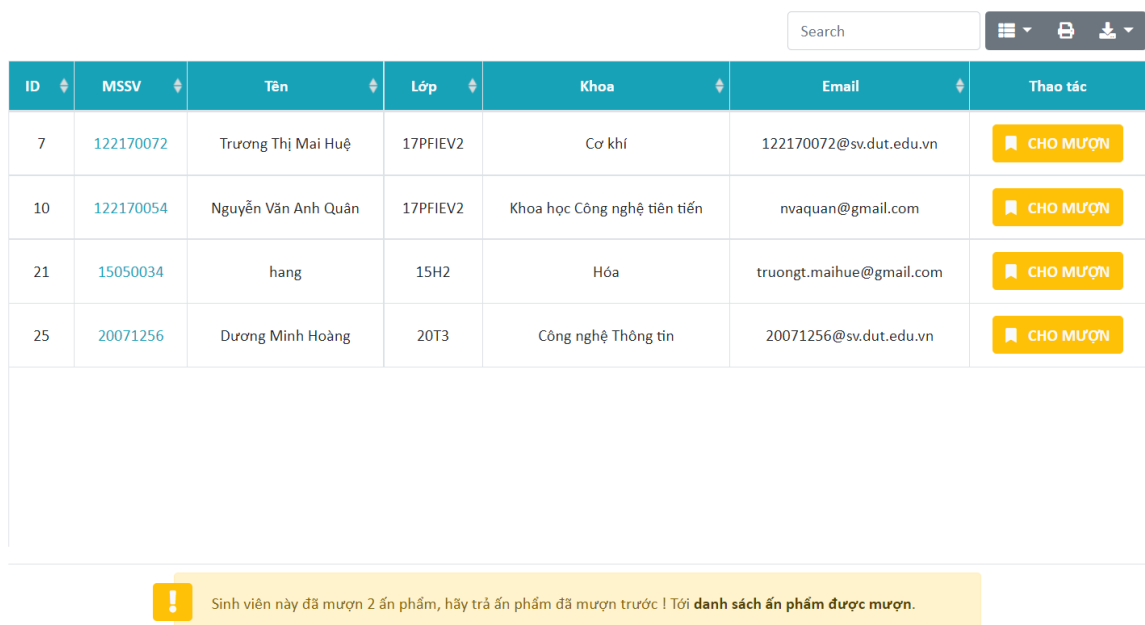 Search
ID MSSV Tên Lớp Khoa Email Thao tác
7 122170072 Trương Thị Mai Huệ 17PFIEV2 Cơ khí 122170072@sv.dut.edu.vn CHO MƯỢN
10 122170054 Nguyễn Văn Anh Quân 17PFIEV2 Khoa học Công nghệ tiên tiến nvaquan@gmail.com CHO MƯỢN
21 15050034 hang 15H2 Hóa truongt.maihue@gmail.com CHO MƯỢN
25 20071256 Dương Minh Hoàng 20T3 Công nghệ Thông tin 20071256@sv.dut.edu.vn CHO MƯỢN
! Sinh viên này đã mượn 2 ấn phẩm, hãy trả ấn phẩm đã mượn trước ! Tới danh sách ấn phẩm được mượn.